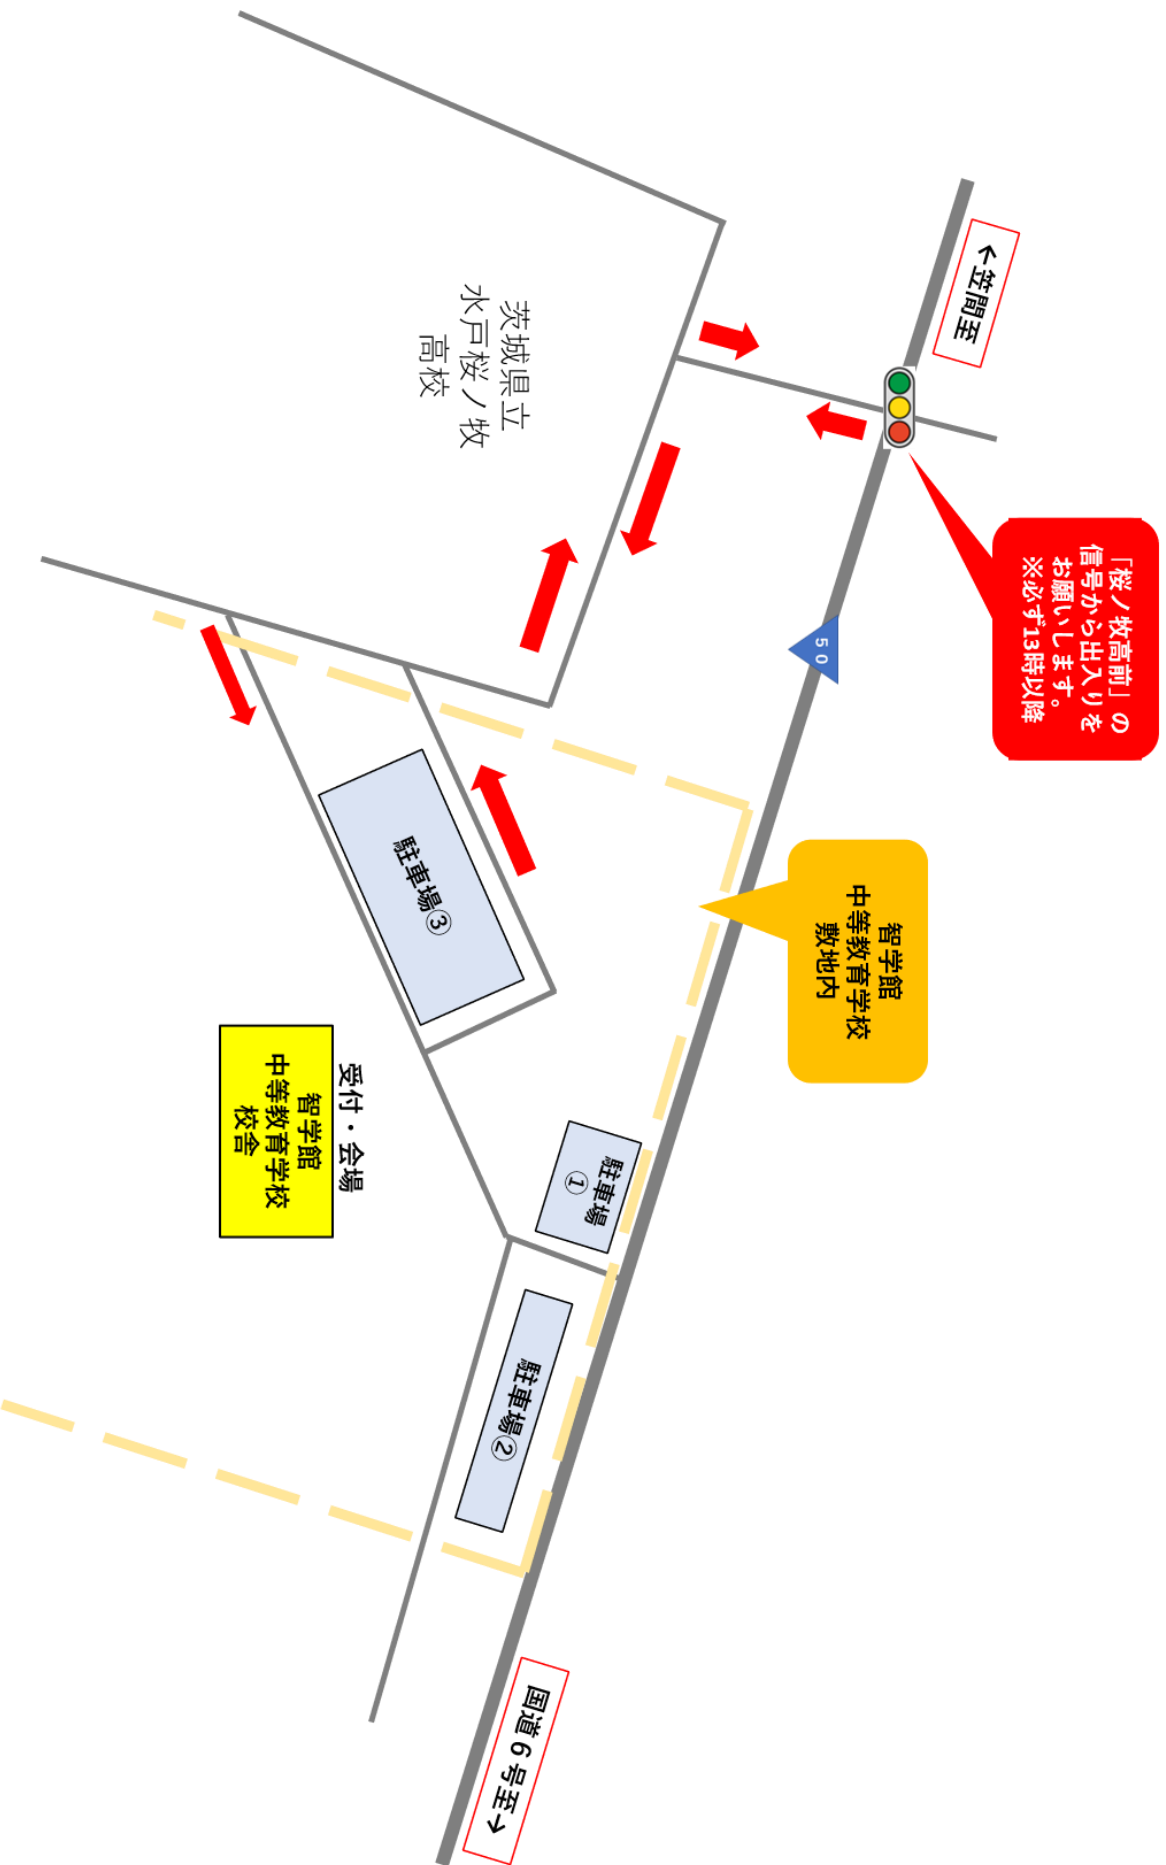 ←笠間至
「桜ノ牧高前」の
信号から出入りを
お願いします。
※必ず13時以降
50
茨城県立
水戸桜ノ牧
高校
智学館
中等教育学校
敷地内
駐車場③
駐車場
①
駐車場②
受付・会場
智学館
中等教育学校
校舎
国道６号至→